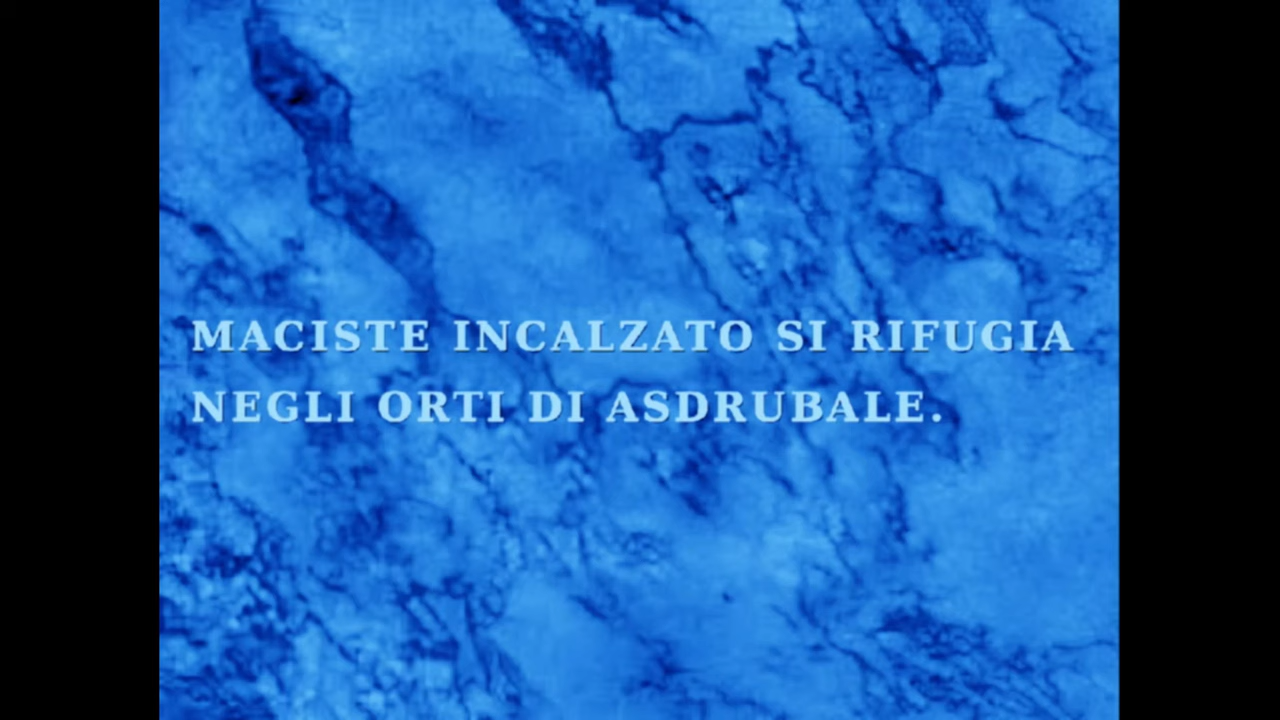 MACISTE INCALZATO SI RIFUGIA
NEGLI ORTI DI ASDRUBALE.